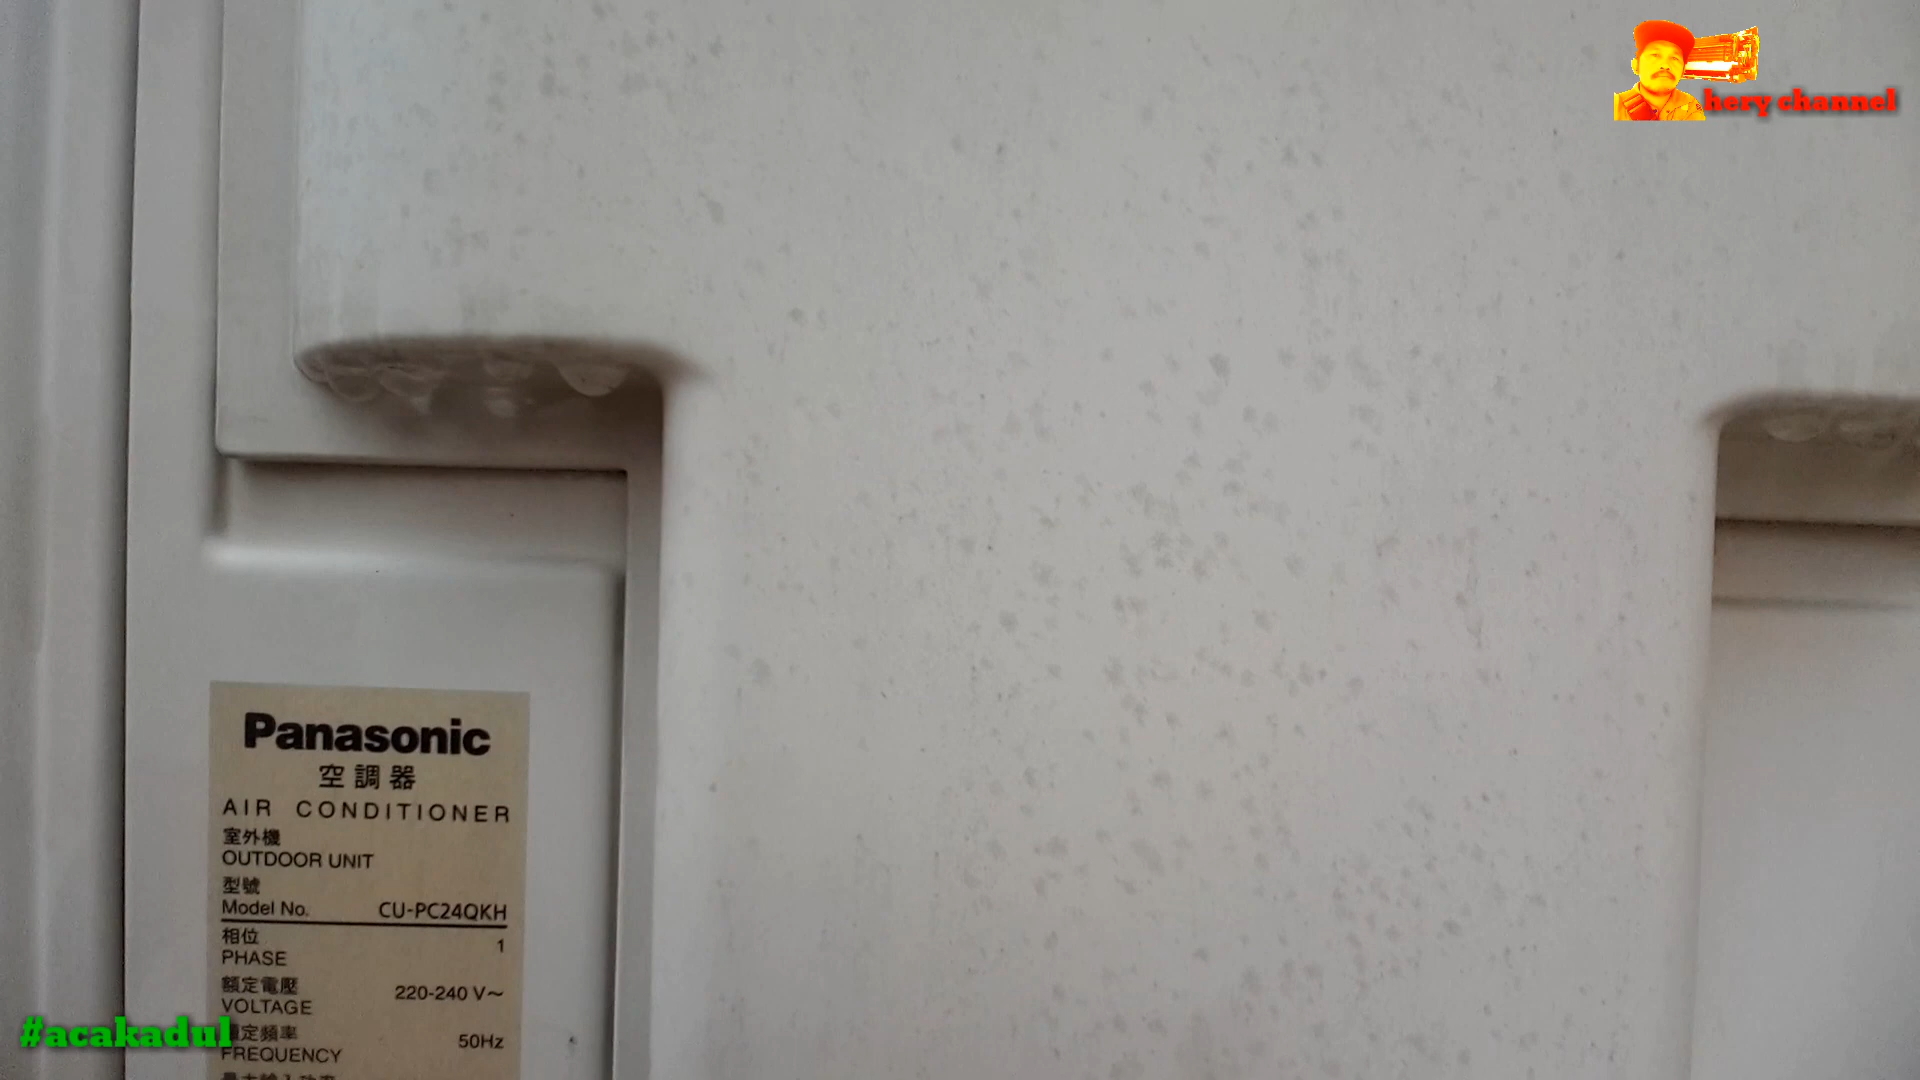 hery channel
Panasonic
空調器
AIR CONDITIONER
室外機
OUTDOOR UNIT
型號
Model No. CU-PC24QKH
相位 1
PHASE
額定電壓
VOLTAGE 220-240 V～
#acakadul
定頻率
FREQUENCY 50Hz